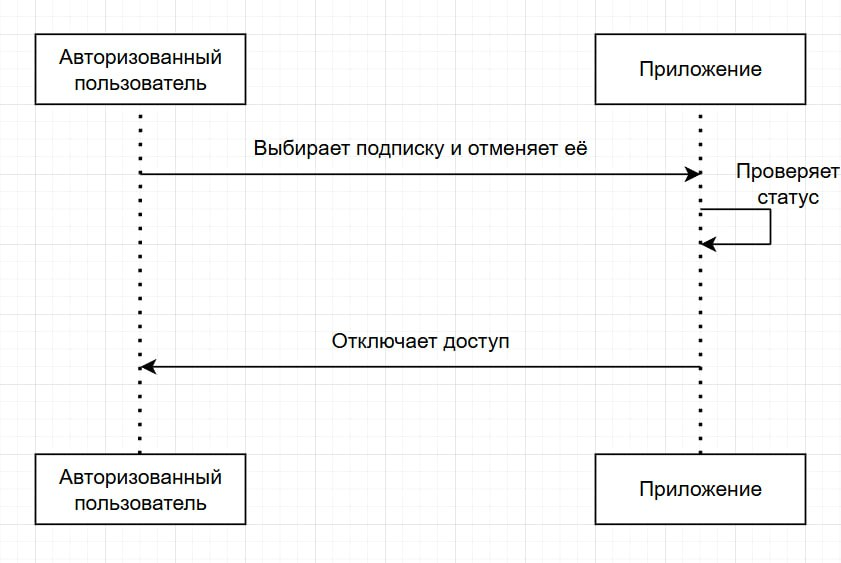 Авторизованный
пользователь
Приложение
Выбирает подписку и отменяет её
Проверяет
статус
Отключает доступ
Авторизованный
пользователь
Приложение